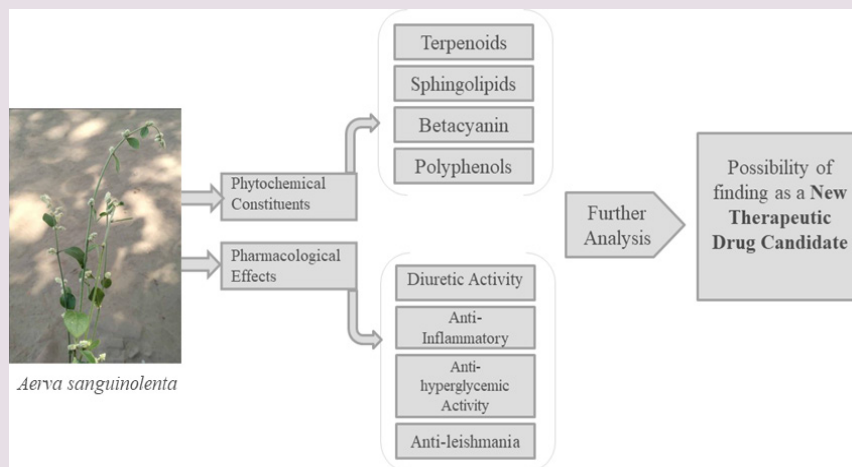 Aerva sanguinolenta
Phytochemical
Constituents
Pharmacological
Effects
Terpenoids
Sphingolipids
Betacyanin
Polyphenols
Diuretic Activity
Anti-
Inflammatory
Anti-
hyperglycemic
Activity
Anti-leishmania
Further
Analysis
Possibility of
finding as a New
Therapeutic
Drug Candidate